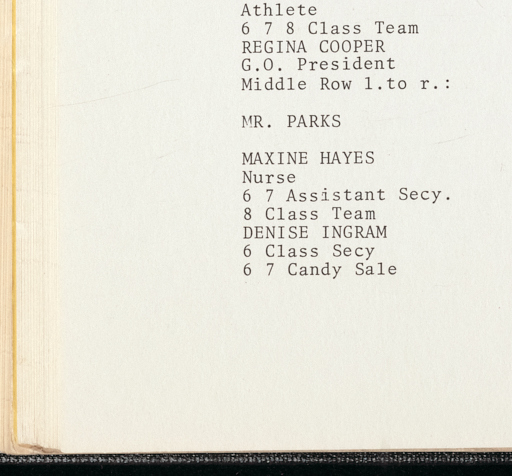 Athlete
6 7 8 Class Team
REGINA COOPER
G.O. President
Middle Row l.to r.:
MR. PARKS
MAXINE HAYES
Nurse
6 7 Assistant Secy.
8 Class Team
DENISE INGRAM
6 Class Secy
6 7 Candy Sale